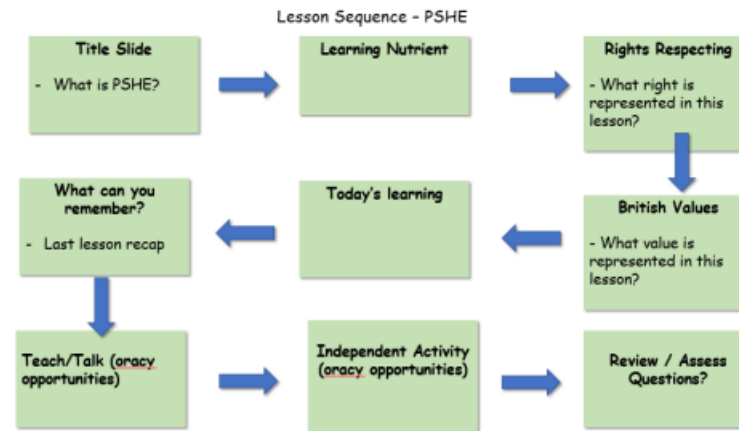 Lesson Sequence – PSHE
Title Slide
- What is PSHE?
Learning Nutrient
Rights Respecting
- What right is
represented in this
lesson?
British Values
- What value is
represented in this
lesson?
Today's learning
What can you
remember?
- Last lesson recap
Teach/Talk (oracy
opportunities)
Independent Activity
(oracy opportunities)
Review / Assess
Questions?